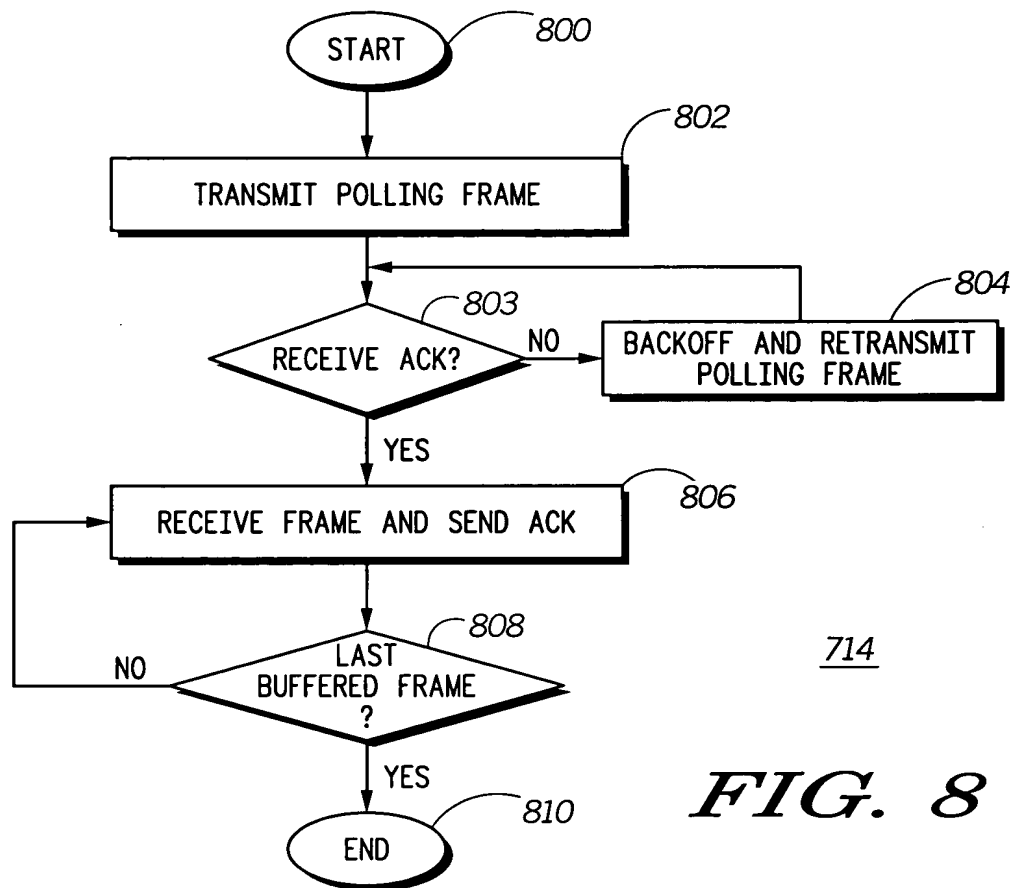 START
800
802
TRANSMIT POLLING FRAME
803
804
RECEIVE ACK?
NO
BACKOFF AND RETRANSMIT
POLLING FRAME
YES
806
RECEIVE FRAME AND SEND ACK
808
LAST
BUFFERED FRAME
?
NO
714
YES
FIG. 8
810
END